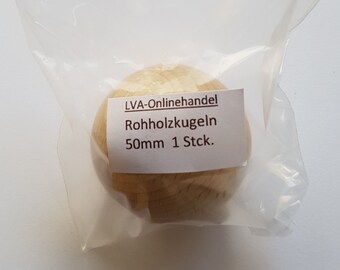 LVA-Onlinehandel
Rohholzkugeln
50mm 1 Stck.